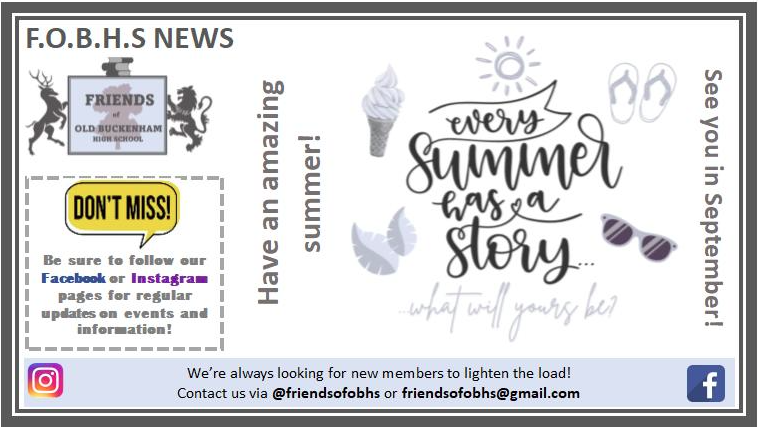 F.O.B.H.S NEWS
FRIENDS
of
OLD BUCKENHAM
HIGH SCHOOL
DON'T MISS!
Be sure to follow our
Facebook or Instagram
pages for regular
updates on events and
information!
Have an amazing
summer!
every
Summer
has a
story...
...what will yours be?
See you in September!
We're always looking for new members to lighten the load!
Contact us via @friendsofobhs or friendsofobhs@gmail.com
f